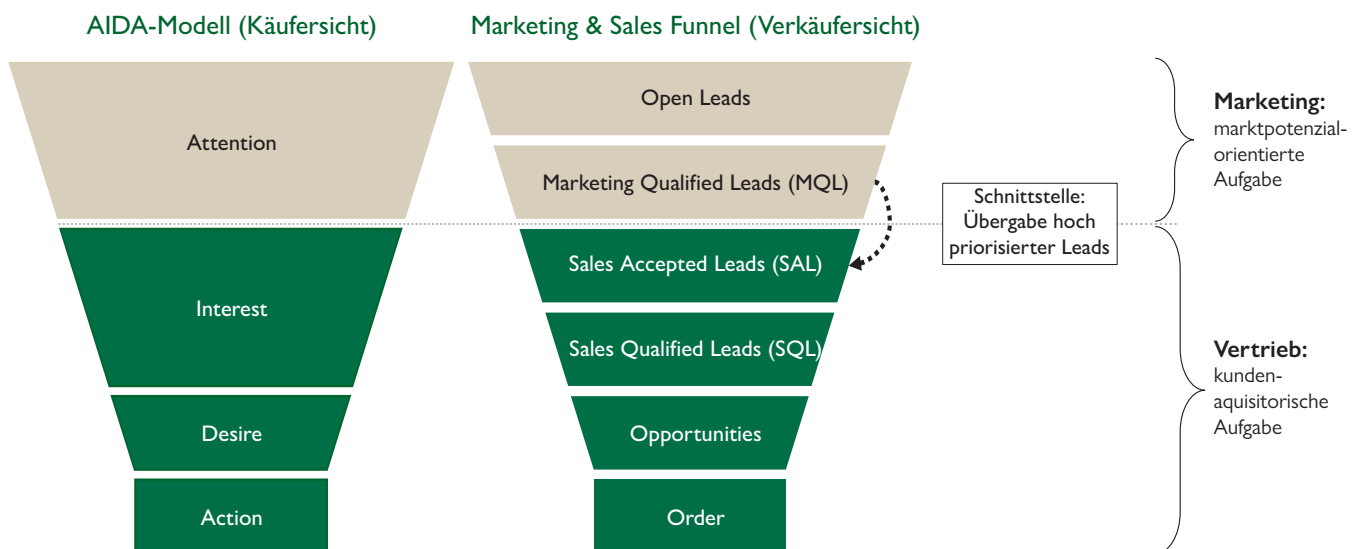 AIDA-Modell (Käufersicht)
Marketing & Sales Funnel (Verkäufersicht)
Attention
Interest
Desire
Action
Open Leads
Marketing Qualified Leads (MQL)
Sales Accepted Leads (SAL)
Sales Qualified Leads (SQL)
Opportunities
Order
Schnittstelle:
Übergabe hoch
priorisierter Leads
Marketing:
marktpotenzial-
orientierte
Aufgabe
Vertrieb:
kunden-
aquisitorische
Aufgabe